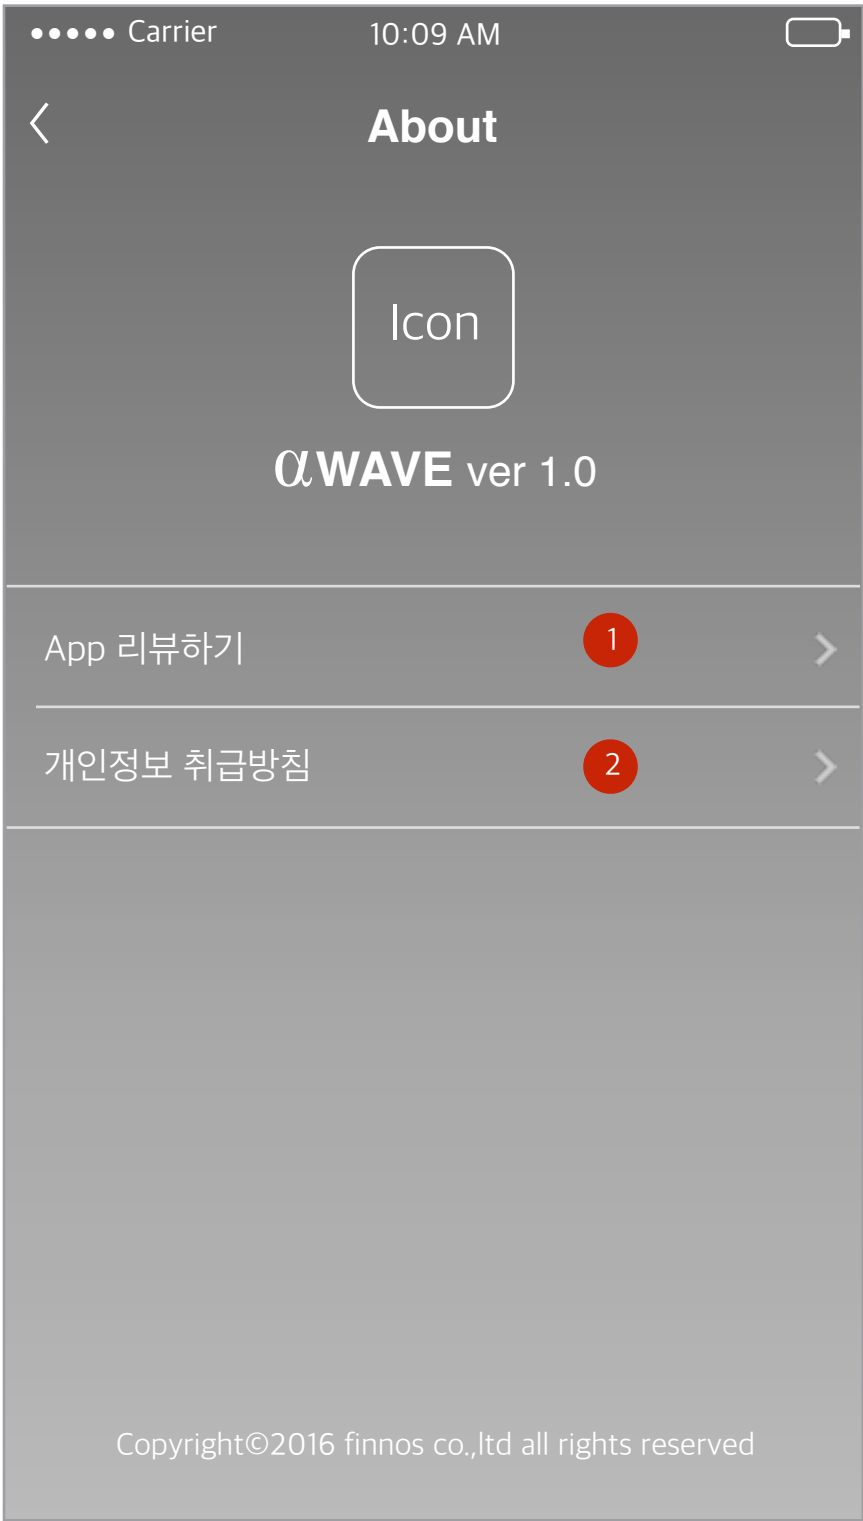 Carrier 10:09 AM
About
Icon
αWAVE ver 1.0
App 리뷰하기 1
개인정보 취급방침 2
Copyright©2016 finnos co.,ltd all rights reserved